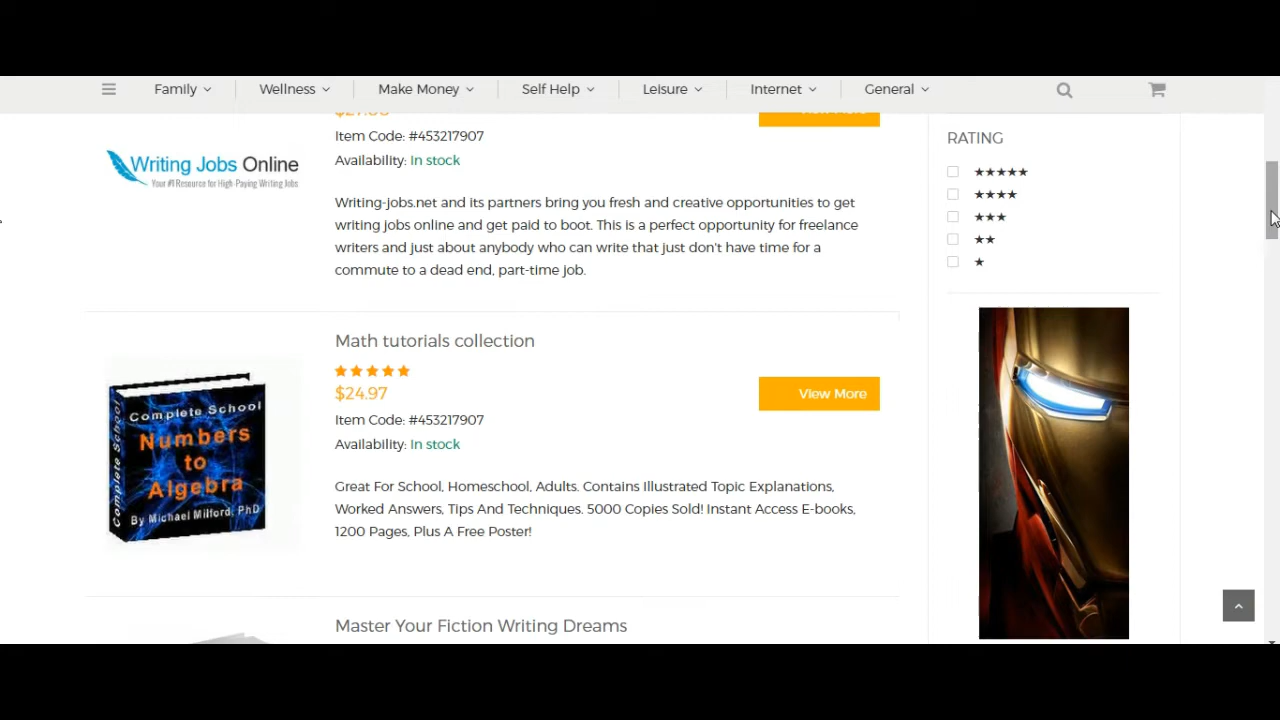 Family
Wellness
Make Money
Self Help
Leisure
Internet
General
Item Code: #453217907
Availability: In stock
Writing Jobs Online
Your #1 Resource for High-Paying Writing Jobs
Writing-jobs.net and its partners bring you fresh and creative opportunities to get
writing jobs online and get paid to boot. This is a perfect opportunity for freelance
writers and just about anybody who can write that just don't have time for a
commute to a dead end, part-time job.
RATING
★★★★★
★★★★
★★★
★★
★
Math tutorials collection
$24.97
View More
Item Code: #453217907
Availability: In stock
Complete School
Complete School
Numbers
to
Algebra
By Michael Milford, PhD
Great For School, Homeschool, Adults. Contains Illustrated Topic Explanations,
Worked Answers, Tips And Techniques. 5000 Copies Sold! Instant Access E-books,
1200 Pages, Plus A Free Poster!
Master Your Fiction Writing Dreams